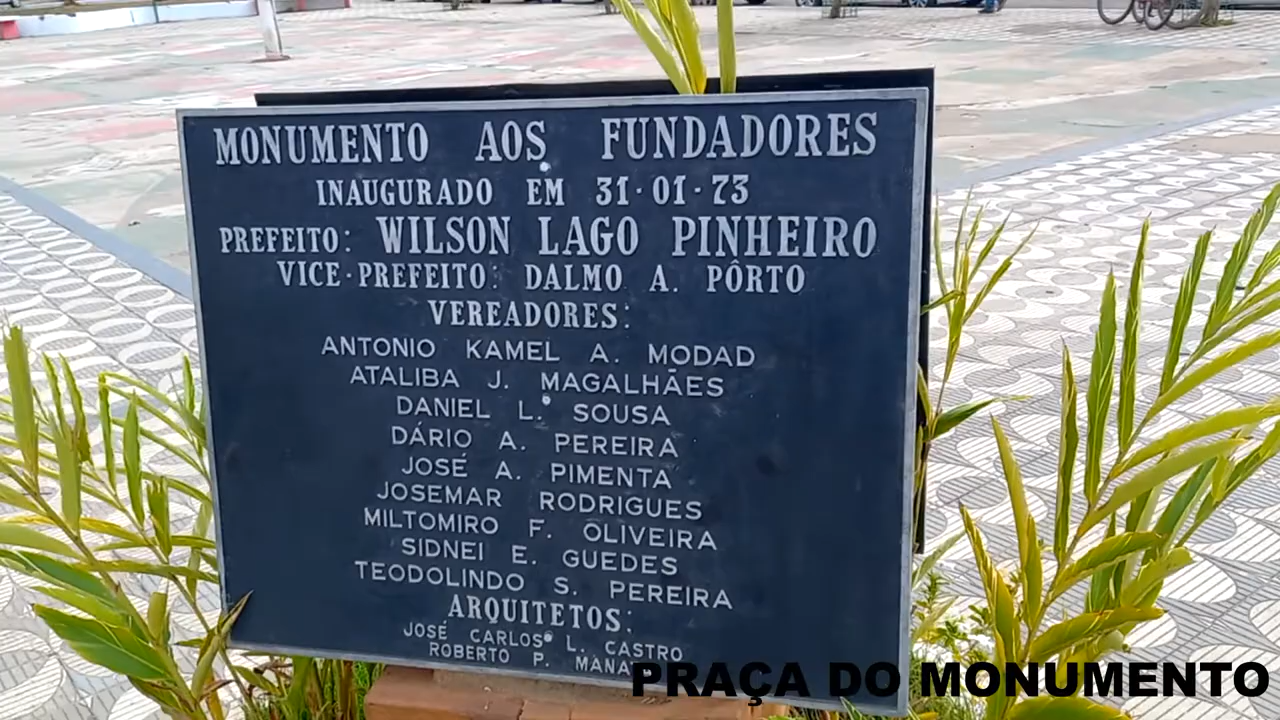 MONUMENTO AOS FUNDADORES
INAUGURADO EM 31·01·73
PREFEITO: WILSON LAGO PINHEIRO
VICE-PREFEITO: DALMO A. PÔRTO
VEREADORES:
ANTONIO KAMEL A. MODAD
ATALIBA J. MAGALHÃES
DANIEL L. SOUSA
DÁRIO A. PEREIRA
JOSÉ A. PIMENTA
JOSEMAR RODRIGUES
MILTOMIRO F. OLIVEIRA
SIDNEI E. GUEDES
TEODOLINDO S. PEREIRA
ARQUITETOS:
JOSÉ CARLOS L. CASTRO
ROBERTO P.
PRAÇA DO MONUMENTO